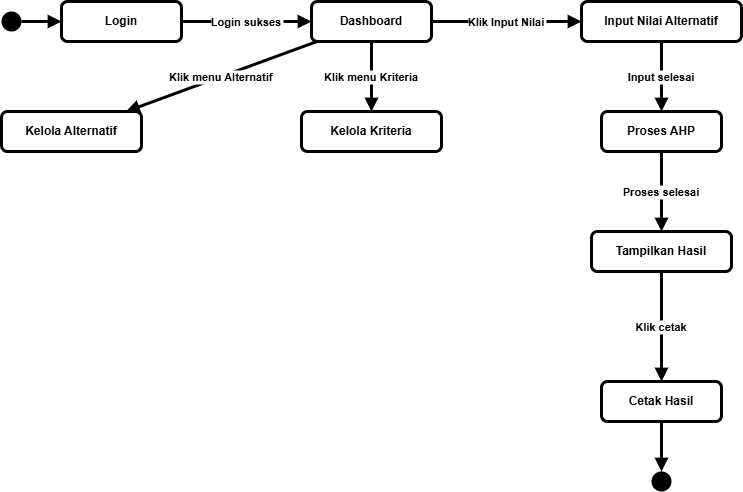 Login
Login sukses
Dashboard
Klik Input Nilai
Input Nilai Alternatif
Klik menu Alternatif
Klik menu Kriteria
Input selesai
Kelola Alternatif
Kelola Kriteria
Proses AHP
Proses selesai
Tampilkan Hasil
Klik cetak
Cetak Hasil